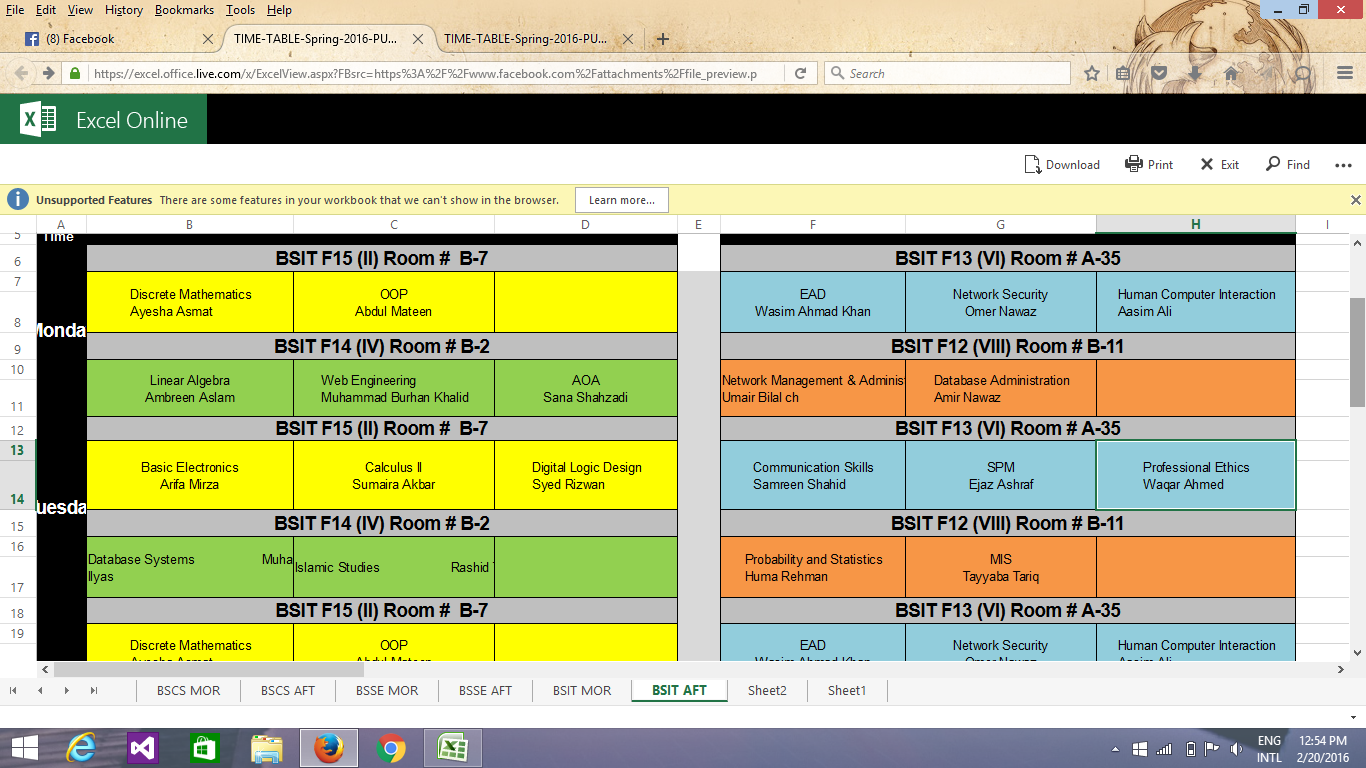 File Edit View History Bookmarks Tools Help
(8) Facebook
TIME-TABLE-Spring-2016-PU...
TIME-TABLE-Spring-2016-PU...
https://excel.office.live.com/x/ExcelView.aspx?FBsrc=https%3A%2F%2Fwww.facebook.com%2Fattachments%2Ffile_preview.p
Search
Excel Online
Download Print Exit Find
Unsupported Features There are some features in your workbook that we can't show in the browser. Learn more...
A B C D E F G H I
5 Time
6 BSIT F15 (II) Room # B-7 BSIT F13 (VI) Room # A-35
7
Discrete Mathematics OOP EAD Network Security Human Computer Interaction
Ayesha Asmat Abdul Mateen Wasim Ahmad Khan Omer Nawaz Aasim Ali
8 Monda
9 BSIT F14 (IV) Room # B-2 BSIT F12 (VIII) Room # B-11
10
Linear Algebra Web Engineering AOA Network Management & Adminis Database Administration
Ambreen Aslam Muhammad Burhan Khalid Sana Shahzadi Umair Bilal ch Amir Nawaz
11
12 BSIT F15 (II) Room # B-7 BSIT F13 (VI) Room # A-35
13
Basic Electronics Calculus II Digital Logic Design Communication Skills SPM Professional Ethics
Arifa Mirza Sumaira Akbar Syed Rizwan Samreen Shahid Ejaz Ashraf Waqar Ahmed
14 uesda
15 BSIT F14 (IV) Room # B-2 BSIT F12 (VIII) Room # B-11
16
Database Systems Muha Islamic Studies Rashid Probability and Statistics MIS
Ilyas Huma Rehman Tayyaba Tariq
17
18 BSIT F15 (II) Room # B-7 BSIT F13 (VI) Room # A-35
19
Discrete Mathematics OOP EAD Network Security Human Computer Interaction
Ayesha Asmat Abdul Mateen Wasim Ahmad Khan Omer Nawaz Aasim Ali
BSCS MOR BSCS AFT BSSE MOR BSSE AFT BSIT MOR BSIT AFT Sheet2 Sheet1
ENG 12:54 PM
INTL 2/20/2016